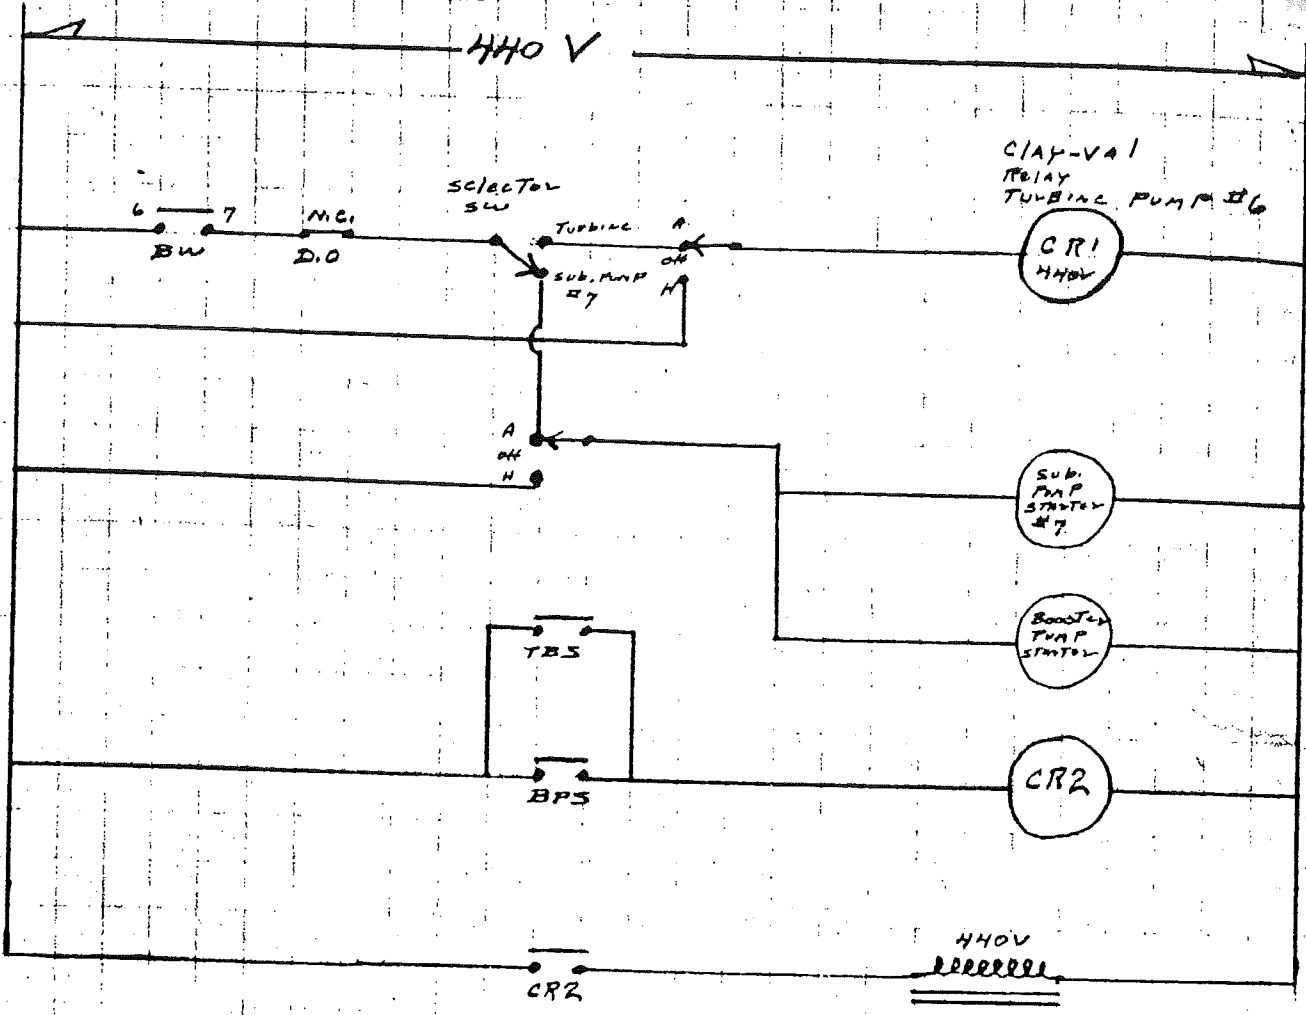 440 V
CLAY-VAL
RELAY
TURBINE PUMP #6
SELECTOR
SW
6
7
N.C.
TURBINE
A
BW
D.O
OFF
CR1
440V
SUB. PUMP
#7
H
A
OFF
H
SUB.
PUMP
STARTER
#7
BOOSTER
PUMP
STARTER
TBS
BPS
CR2
440V
CR2